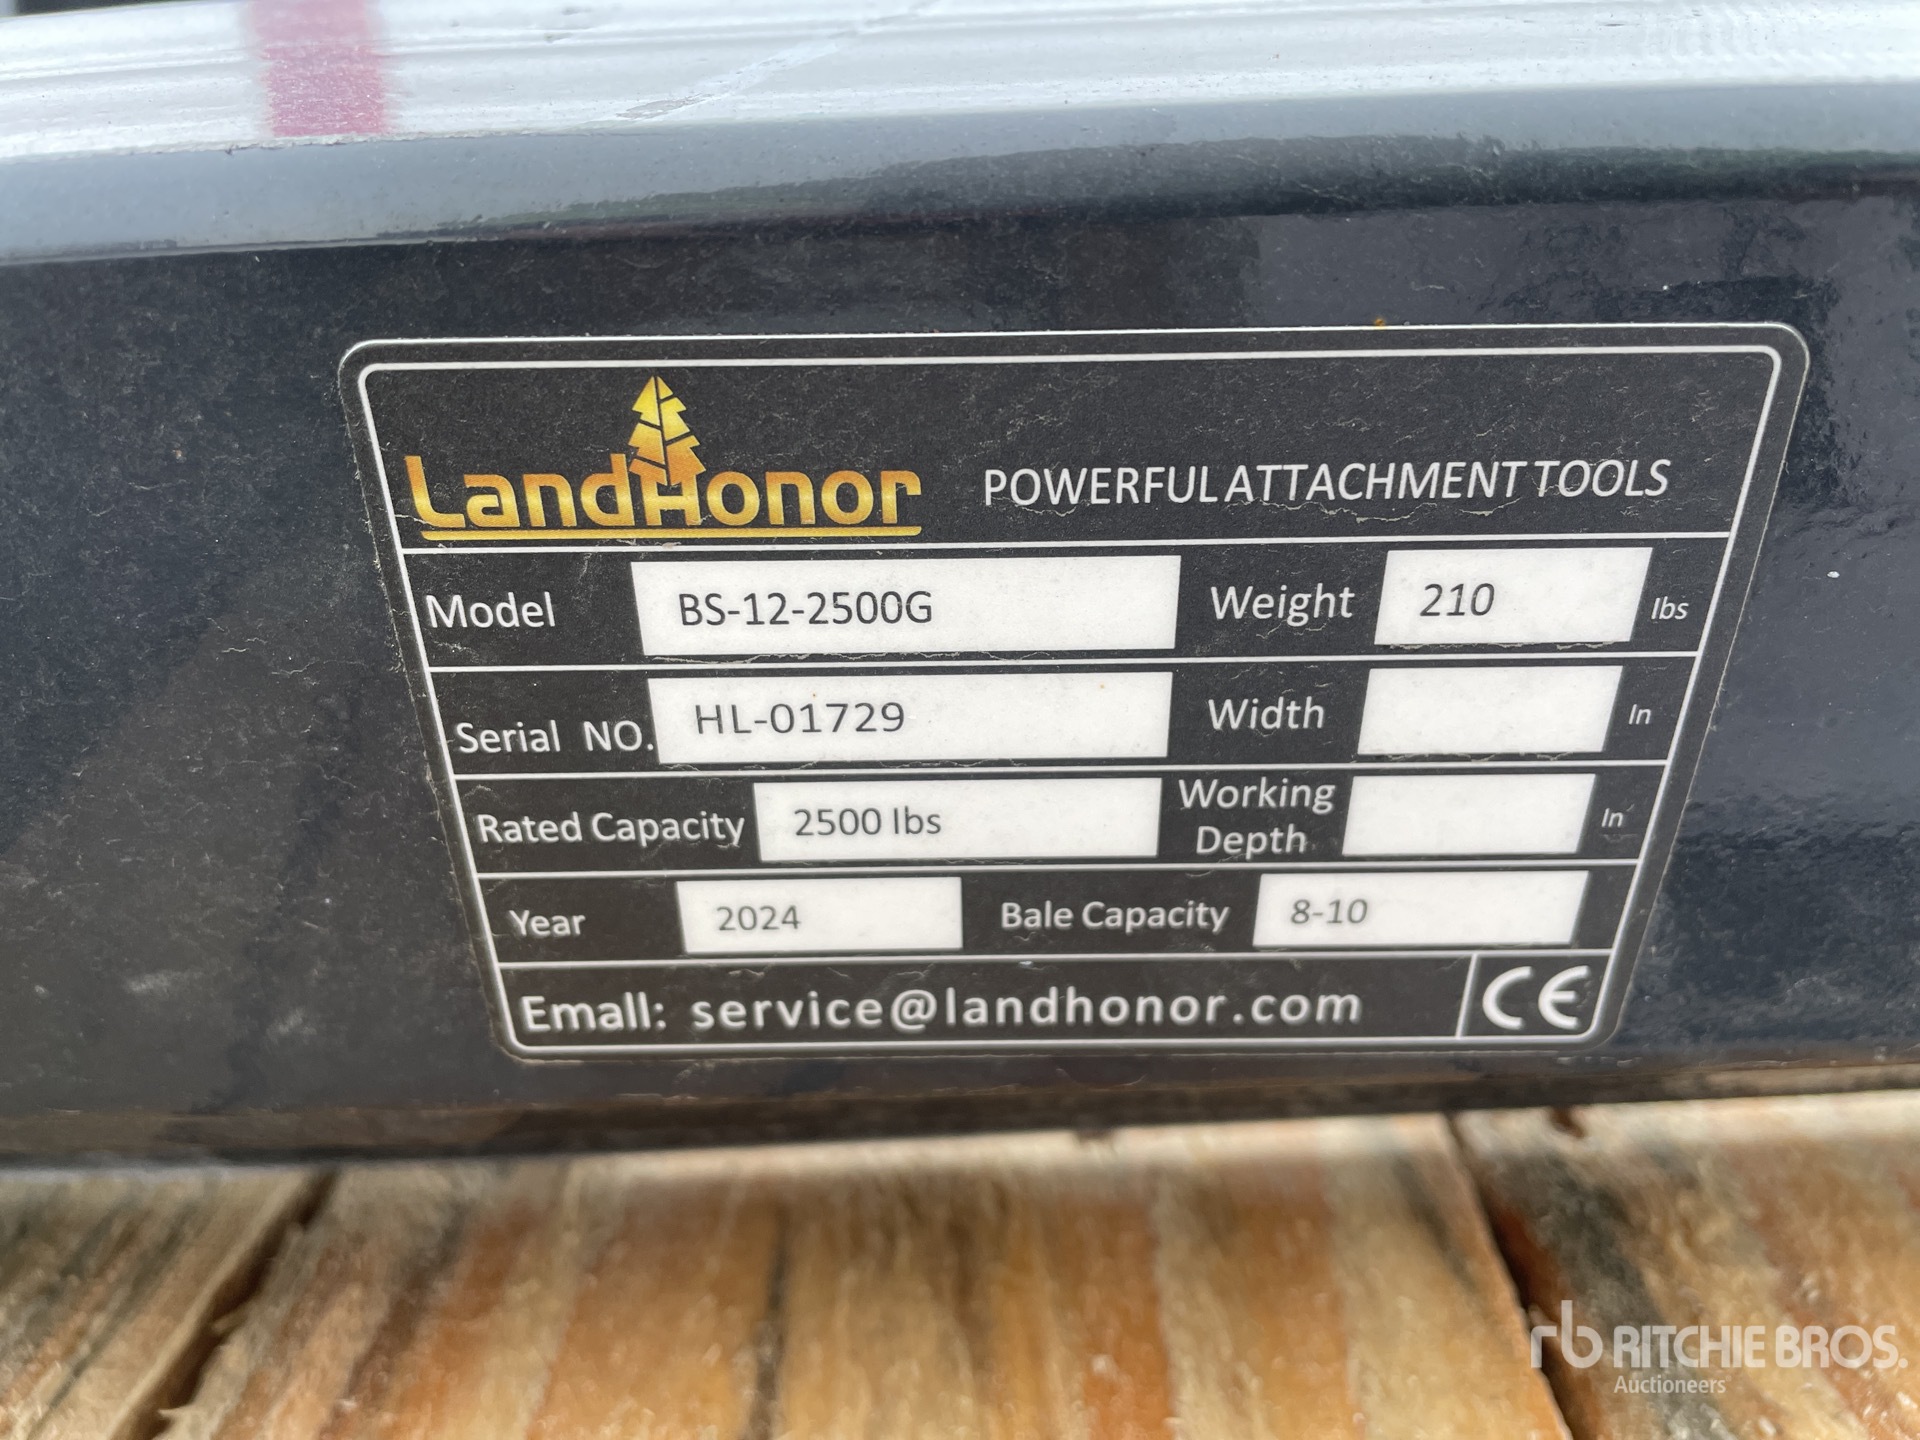 LandHonor POWERFUL ATTACHMENT TOOLS
Model BS-12-2500G Weight 210 lbs
Serial NO. HL-01729 Width In
Rated Capacity 2500 lbs Working Depth In
Year 2024 Bale Capacity 8-10
Emall: service@landhonor.com CE
rb RITCHIE BROS.
Auctioneers